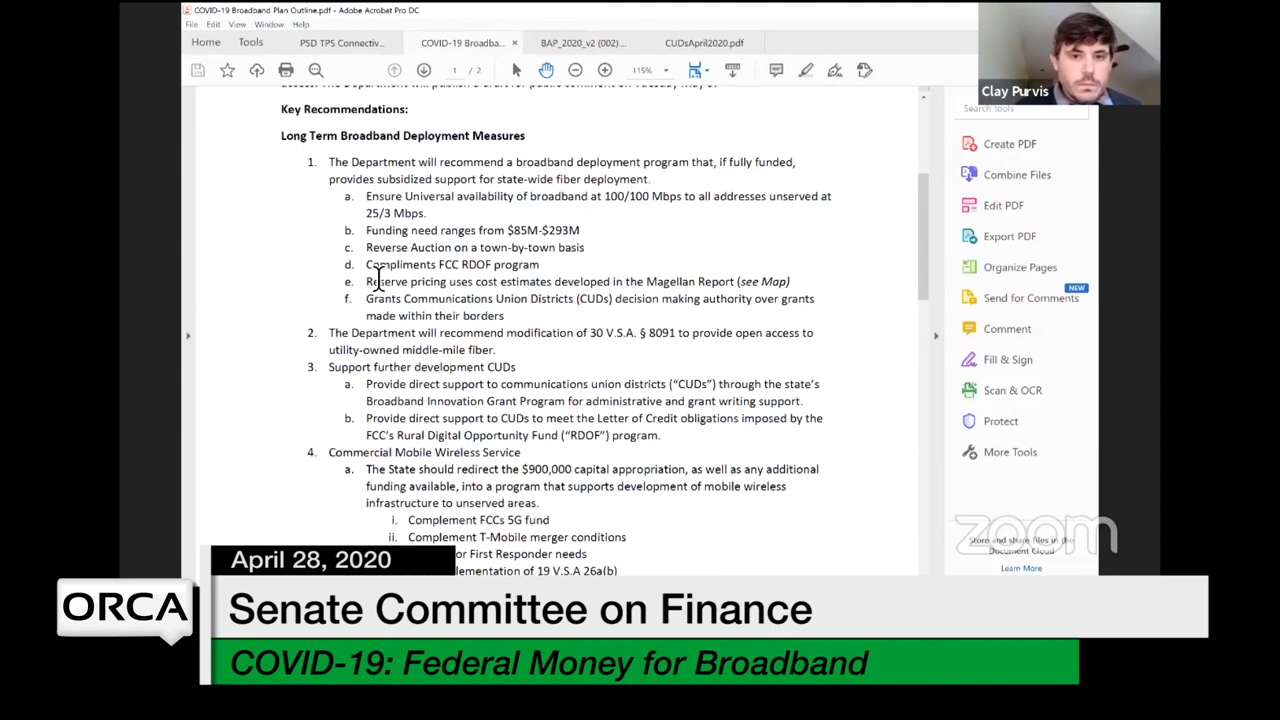 COVID-19 Broadband Plan Outline.pdf - Adobe Acrobat Pro DC
File Edit View Window Help
Home Tools PSD TPS Connectiv... COVID-19 Broadba... × BAP_2020_v2 (002).... CUDsApril2020.pdf
1 / 2 115%
Clay Purvis
Search tools
Key Recommendations:
Long Term Broadband Deployment Measures
1. The Department will recommend a broadband deployment program that, if fully funded,
provides subsidized support for state-wide fiber deployment.
a. Ensure Universal availability of broadband at 100/100 Mbps to all addresses unserved at
25/3 Mbps.
b. Funding need ranges from $85M-$293M
c. Reverse Auction on a town-by-town basis
d. Compliments FCC RDOF program
e. Reserve pricing uses cost estimates developed in the Magellan Report (see Map)
f. Grants Communications Union Districts (CUDs) decision making authority over grants
made within their borders
2. The Department will recommend modification of 30 V.S.A. § 8091 to provide open access to
utility-owned middle-mile fiber.
3. Support further development CUDs
a. Provide direct support to communications union districts ("CUDs") through the state's
Broadband Innovation Grant Program for administrative and grant writing support.
b. Provide direct support to CUDs to meet the Letter of Credit obligations imposed by the
FCC's Rural Digital Opportunity Fund ("RDOF") program.
4. Commercial Mobile Wireless Service
a. The State should redirect the $900,000 capital appropriation, as well as any additional
funding available, into a program that supports development of mobile wireless
infrastructure to unserved areas.
i. Complement FCCs 5G fund
ii. Complement T-Mobile merger conditions
or First Responder needs
plementation of 19 V.S.A 26a(b)
Create PDF
Combine Files
Edit PDF
Export PDF
Organize Pages
NEW
Send for Comments
Comment
Fill & Sign
Scan & OCR
Protect
More Tools
zoom
Store and share files in the
Document Cloud
Learn More
April 28, 2020
ORCA
Senate Committee on Finance
COVID-19: Federal Money for Broadband